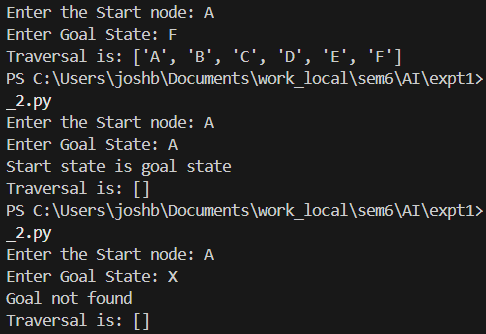 Enter the Start node: A
Enter Goal State: F
Traversal is: ['A', 'B', 'C', 'D', 'E', 'F']
PS C:\Users\joshb\Documents\work_local\sem6\AI\expt1>
_2.py
Enter the Start node: A
Enter Goal State: A
Start state is goal state
Traversal is: []
PS C:\Users\joshb\Documents\work_local\sem6\AI\expt1>
_2.py
Enter the Start node: A
Enter Goal State: X
Goal not found
Traversal is: []